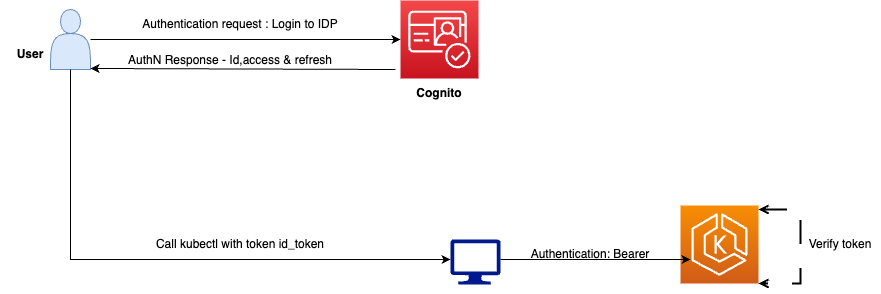 Authentication request : Login to IDP
User
AuthN Response - Id,access & refresh
Cognito
Call kubectl with token id_token
Authentication: Bearer
K
Verify token